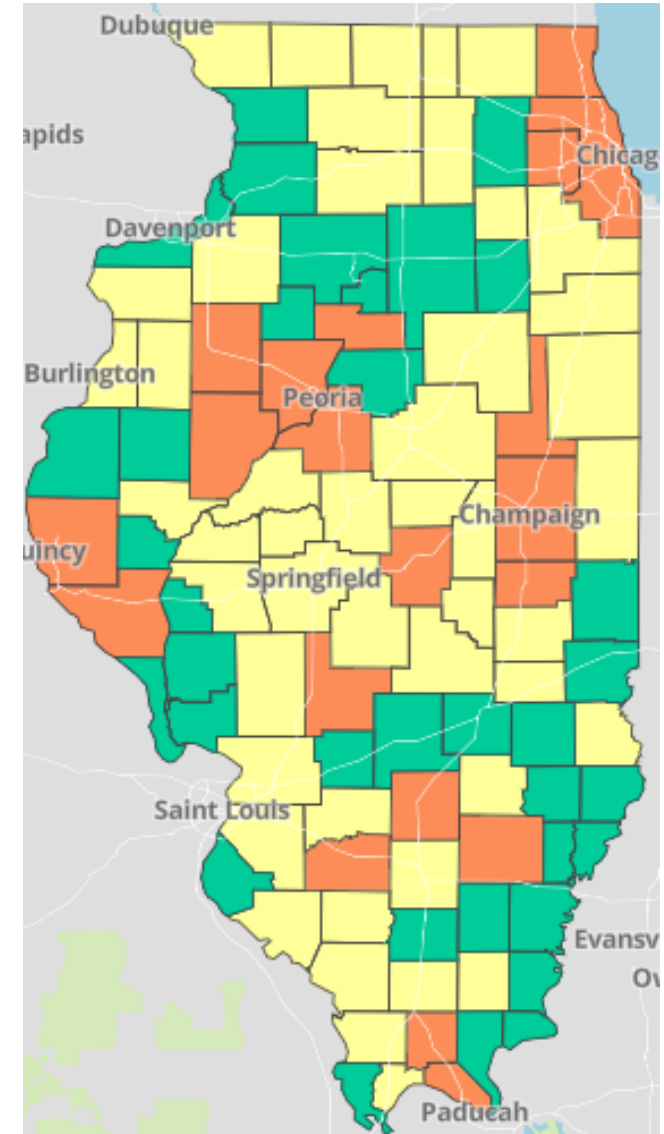 Dubuque
apids
Chicag
Davenport
Burlington
Peoria
Champaign
uincy
Springfield
Saint Louis
Evansv
Ov
Paducah